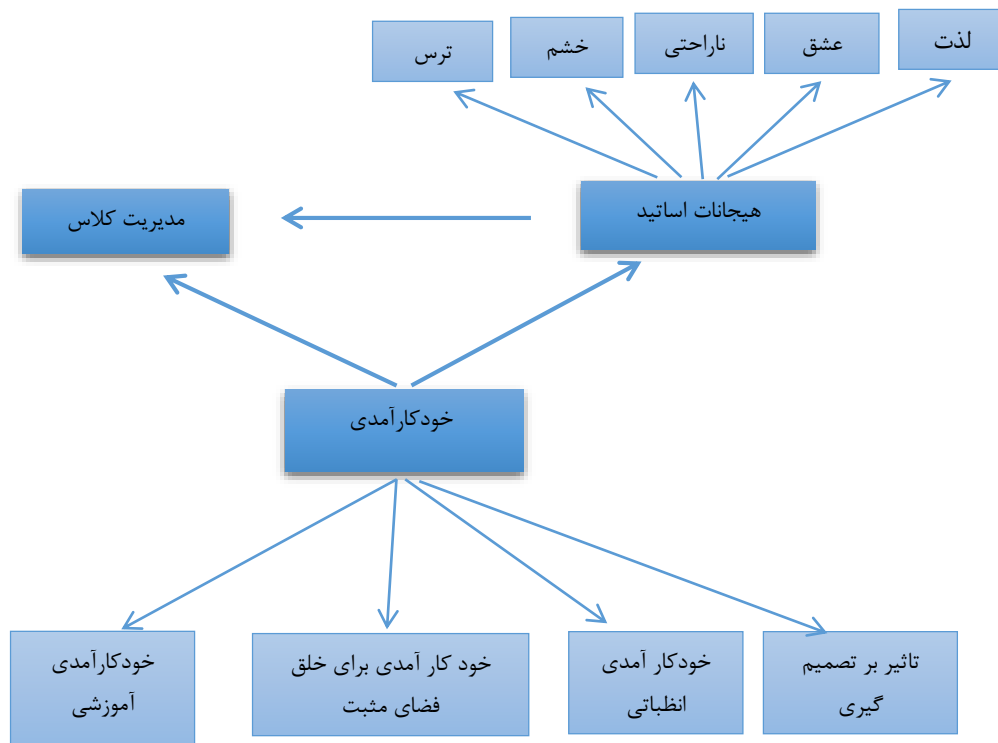 لذت
عشق
ناراحتی
خشم
ترس
هیجانات اساتید
مدیریت کلاس
خودکارآمدی
تاثیر بر تصمیم
گیری
خودکار آمدی
انظباتی
خود کار آمدی برای خلق
فضای مثبت
خودکارآمدی
آموزشی